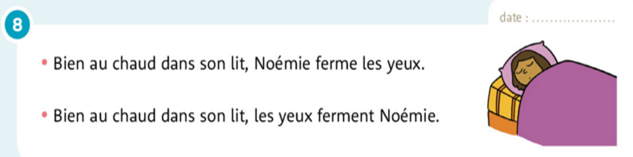 8
date : ...................
• Bien au chaud dans son lit, Noémie ferme les yeux.
• Bien au chaud dans son lit, les yeux ferment Noémie.